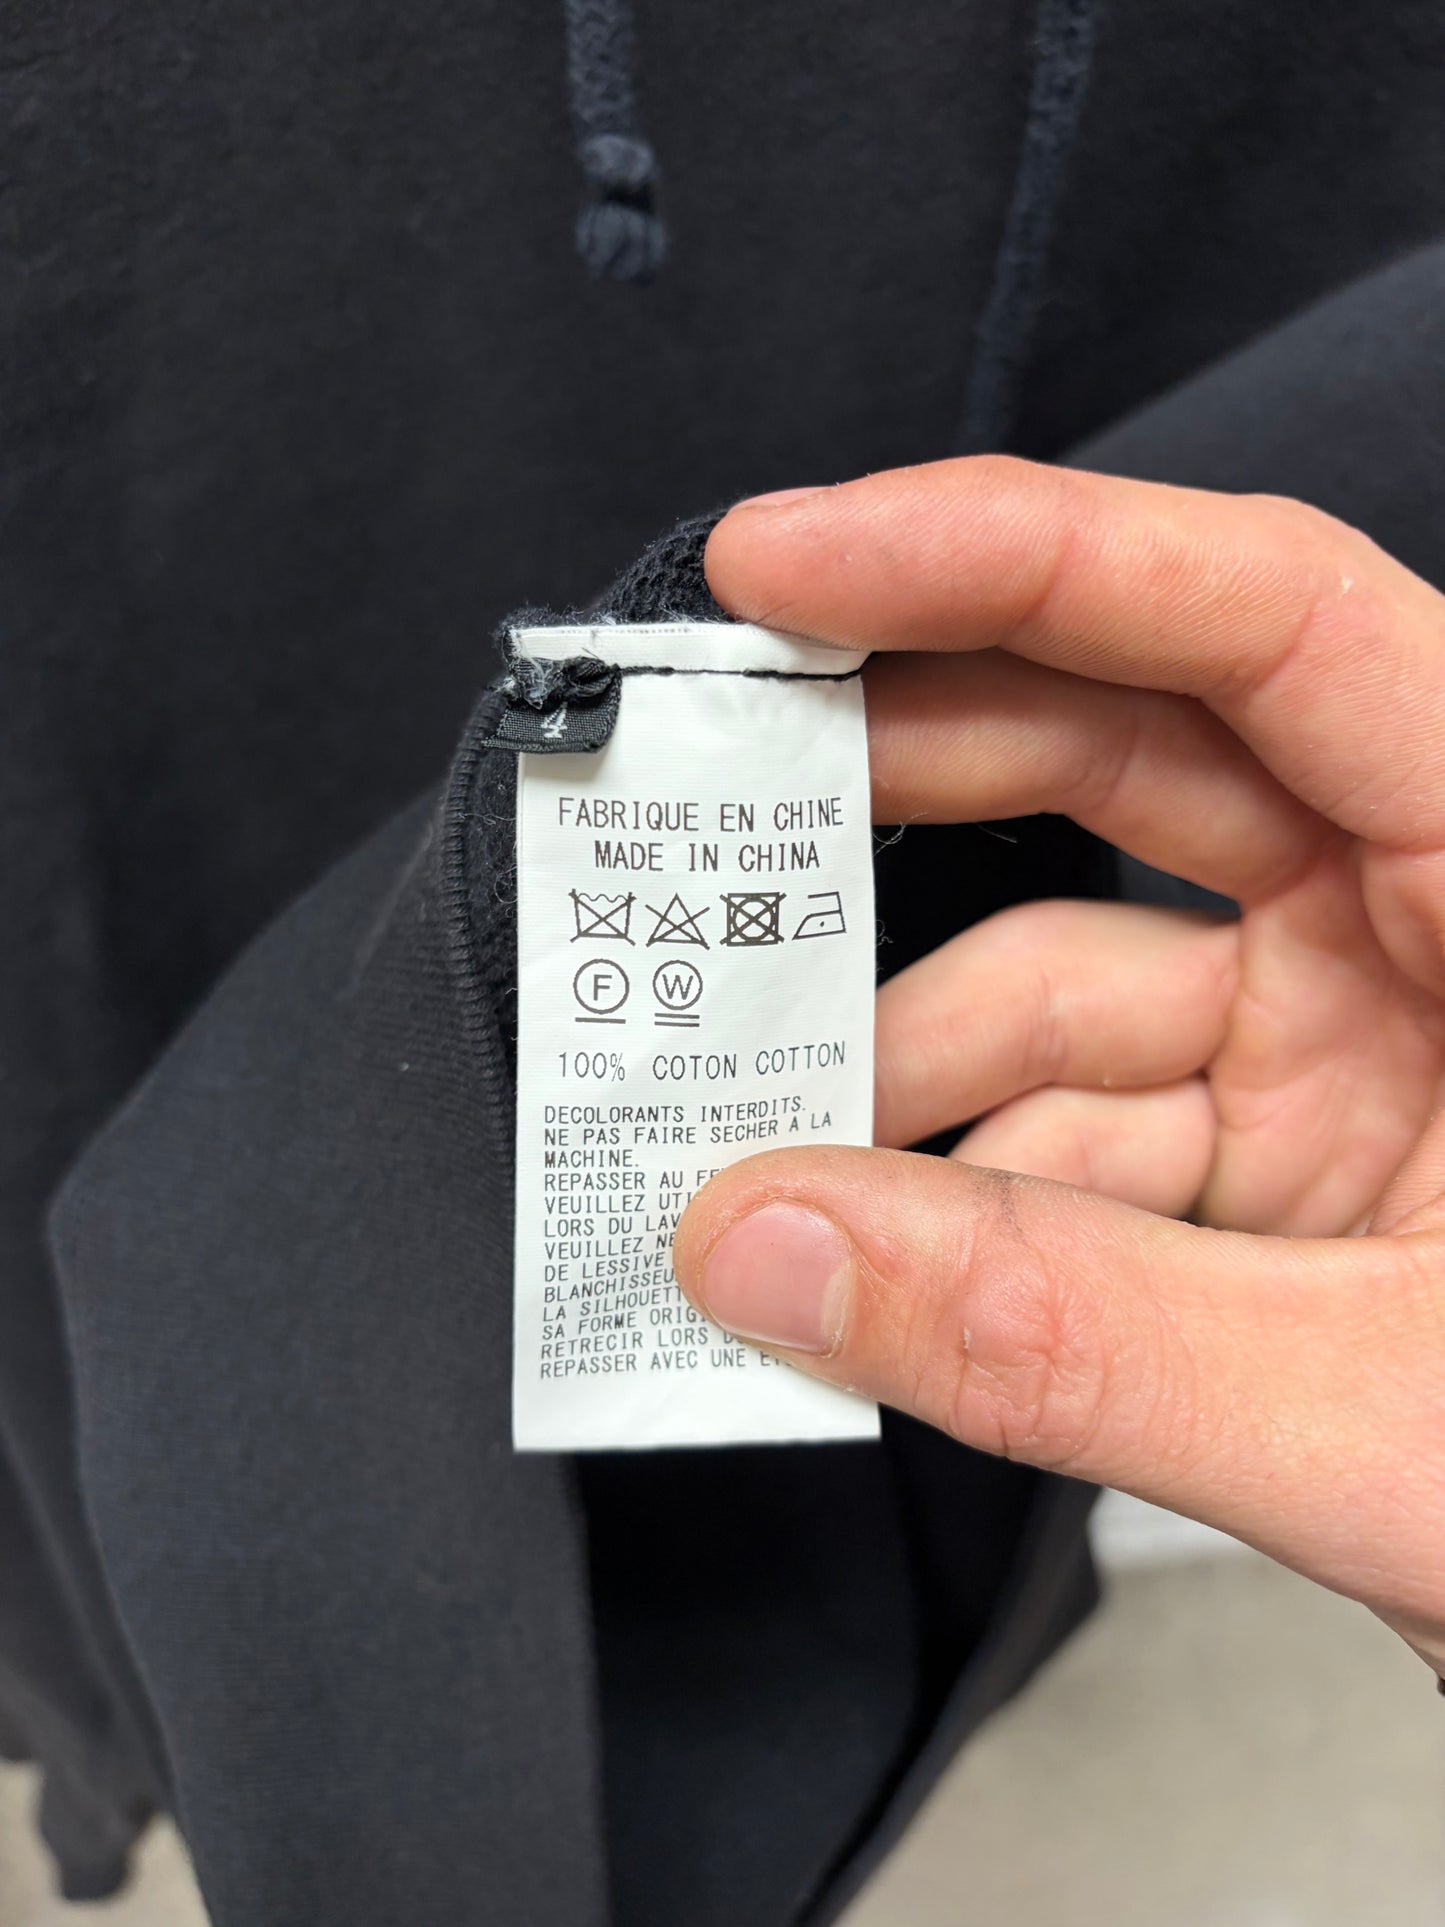 4
FABRIQUE EN CHINE
MADE IN CHINA
F W
100% COTON COTTON
DECOLORANTS INTERDITS.
NE PAS FAIRE SECHER A LA
MACHINE.
REPASSER AU
VEUILLEZ
LORS DU
VEUILLEZ
DE LESSIVE
LA
SA FORME
RETRECIR LORS
REPASSER AVEC UNE